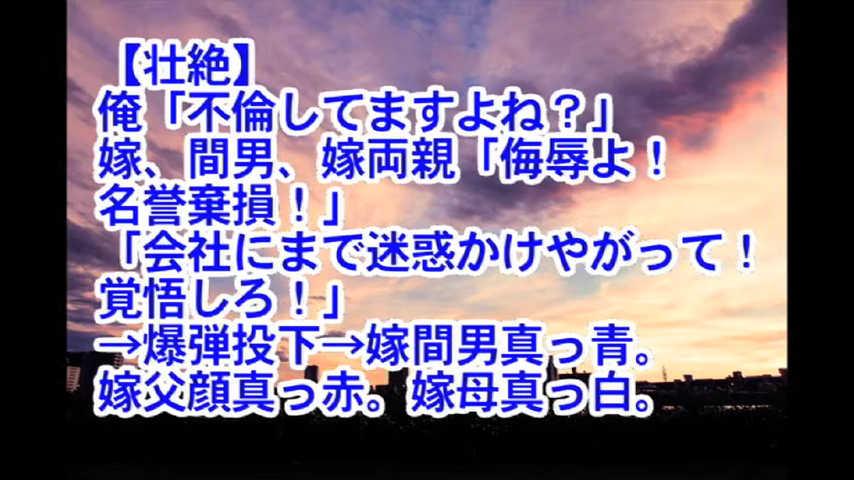 【壮絶】
俺「不倫してますよね？」
嫁、間男、嫁両親「侮辱よ！
名誉棄損！」
「会社にまで迷惑かけやがって！
覚悟しろ！」
→爆弾投下→嫁間男真っ青。
嫁父顔真っ赤。嫁母真っ白。